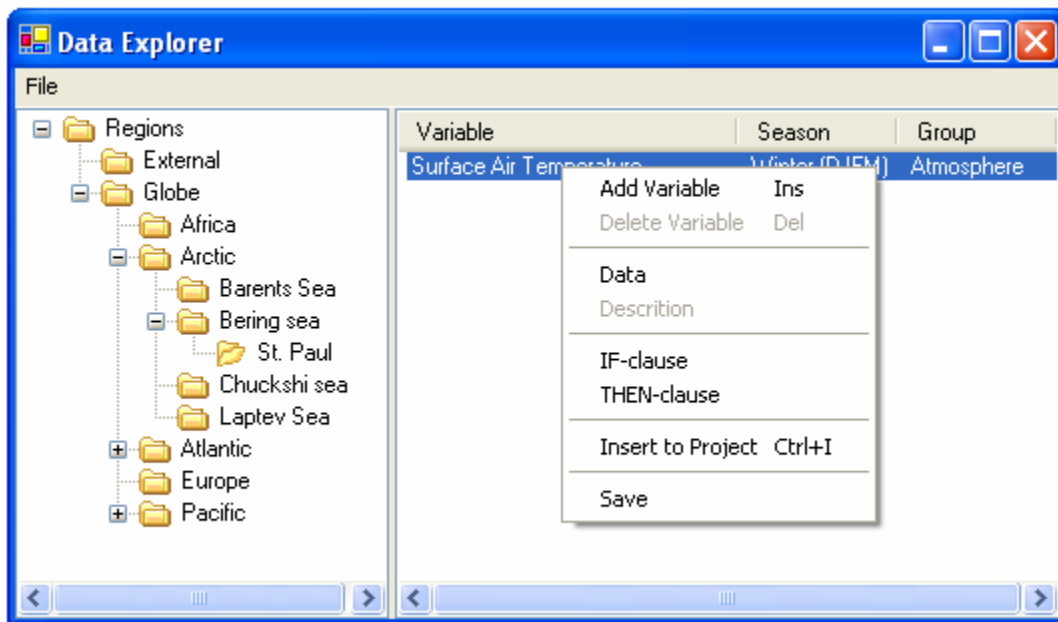 Data Explorer
File
Regions
External
Globe
Africa
Arctic
Barents Sea
Bering sea
St. Paul
Chuckshi sea
Laptev Sea
Atlantic
Europe
Pacific
Variable Season Group
Surface Air Temperature Winter (DJFM) Atmosphere
Add Variable Ins
Delete Variable Del
Data
Descrition
IF-clause
THEN-clause
Insert to Project Ctrl+I
Save